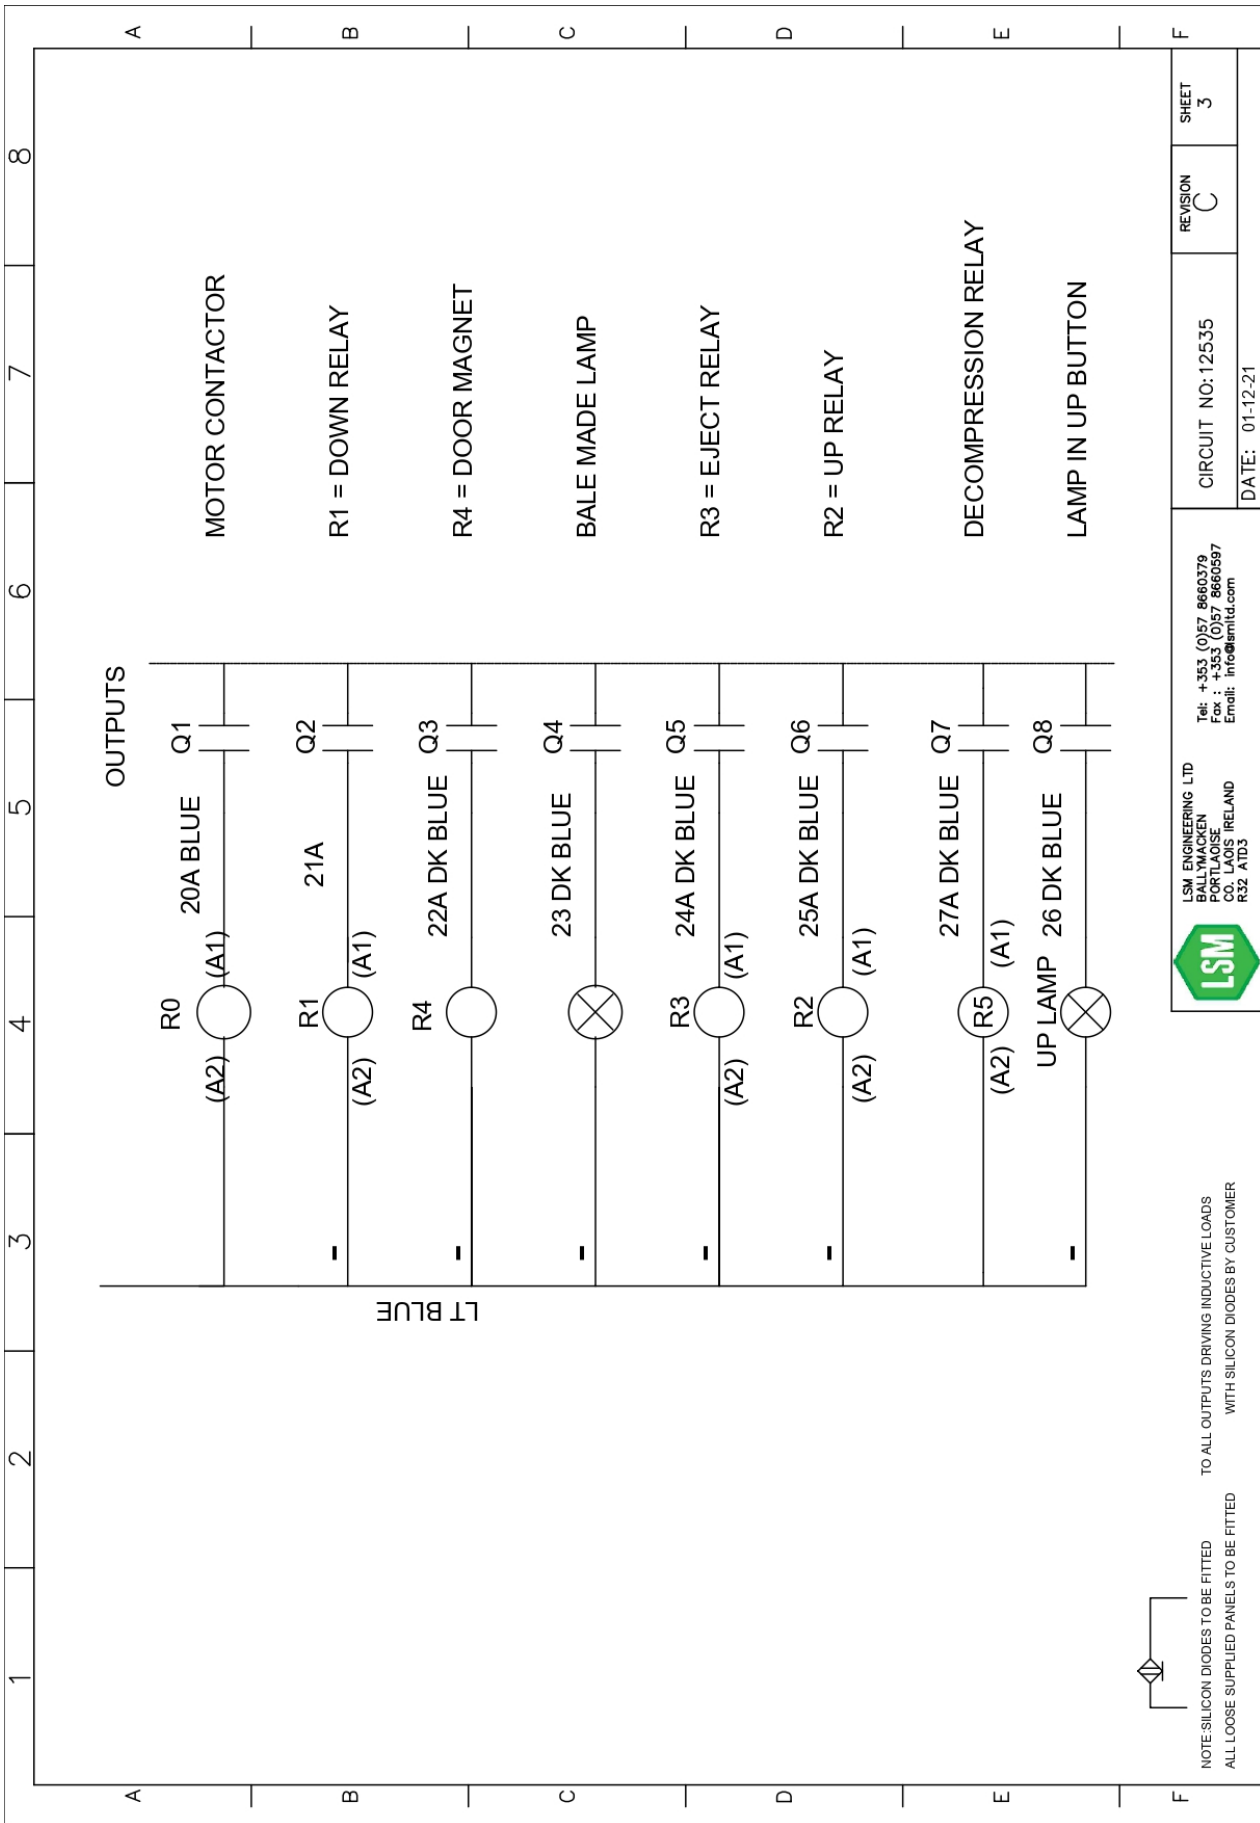 1 2 3 4 5 6 7 8
A
B
C
D
E
F
OUTPUTS
R0 (A2) (A1) 20A BLUE Q1 MOTOR CONTACTOR
R1 (A2) (A1) 21A Q2 R1 = DOWN RELAY
R4 22A DK BLUE Q3 R4 = DOOR MAGNET
23 DK BLUE Q4 BALE MADE LAMP
R3 (A2) (A1) 24A DK BLUE Q5 R3 = EJECT RELAY
R2 (A2) (A1) 25A DK BLUE Q6 R2 = UP RELAY
R5 (A2) (A1) 27A DK BLUE Q7 DECOMPRESSION RELAY
UP LAMP 26 DK BLUE Q8 LAMP IN UP BUTTON
LT BLUE
A
B
C
D
E
F
NOTE:SILICON DIODES TO BE FITTED TO ALL OUTPUTS DRIVING INDUCTIVE LOADS
ALL LOOSE SUPPLIED PANELS TO BE FITTED WITH SILICON DIODES BY CUSTOMER
LSM
LSM ENGINEERING LTD
BALLYMACKEN
PORTLAOISE
CO. LAOIS IRELAND
R32 ATD3
Tel: +353 (0)57 8660379
Fax : +353 (0)57 8660597
Email: info@lsmltd.com
CIRCUIT NO:12535
DATE: 01-12-21
REVISION
C
SHEET
3